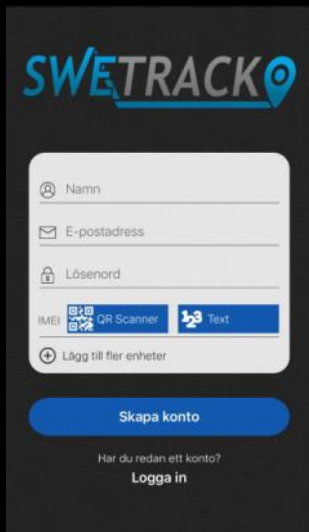 SWETRACK
Namn
E-postadress
Lösenord
IMEI QR Scanner 123 Text
Lägg till fler enheter
Skapa konto
Har du redan ett konto?
Logga in